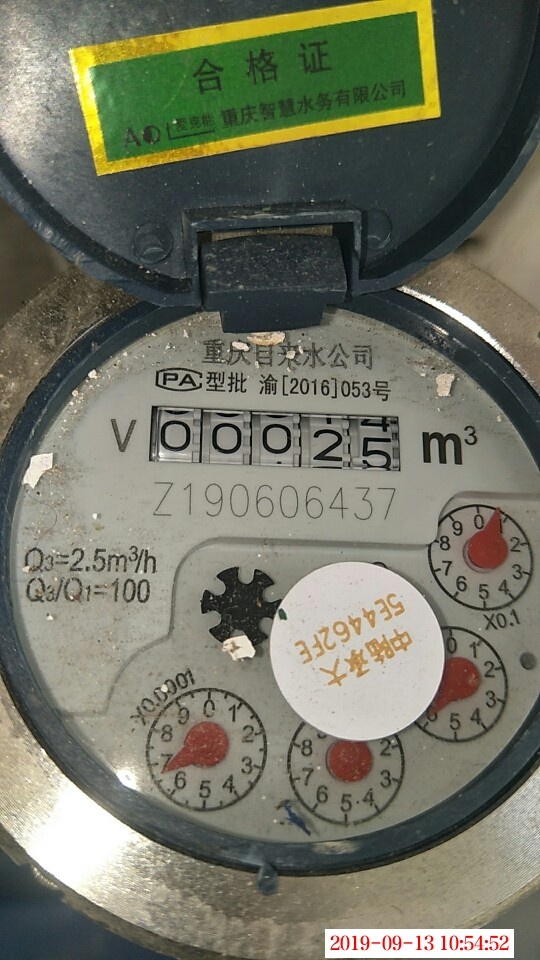 合格证
重庆智慧水务有限公司
重庆自来水公司
PA 型批 渝[2016]053号
V 00025 m³
Z190606437
Q₃=2.5m³/h
Q₃/Q₁=100
X0.1
X0.0001
中陆承大
5E4462FE
2019-09-13 10:54:52